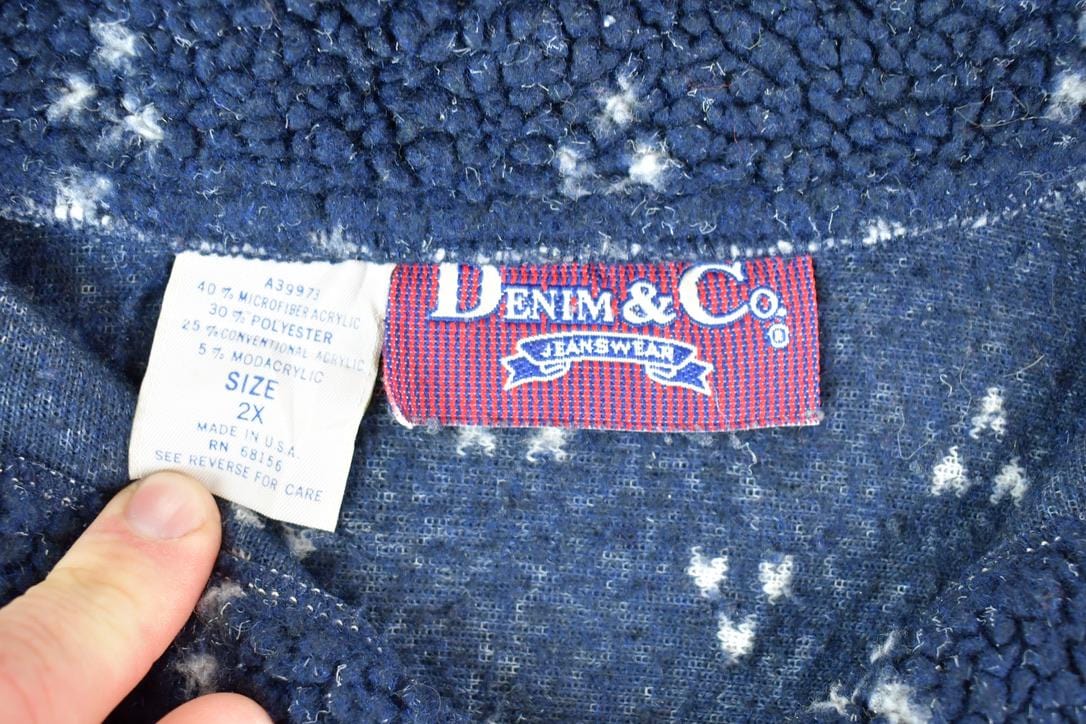 A39973
40 % MICROFIBER ACRYLIC
30 % POLYESTER
25 % CONVENTIONAL ACRYLIC
5 % MODACRYLIC
SIZE
2X
MADE IN U.S.A.
RN 68156
SEE REVERSE FOR CARE
DENIM & CO.®
JEANSWEAR